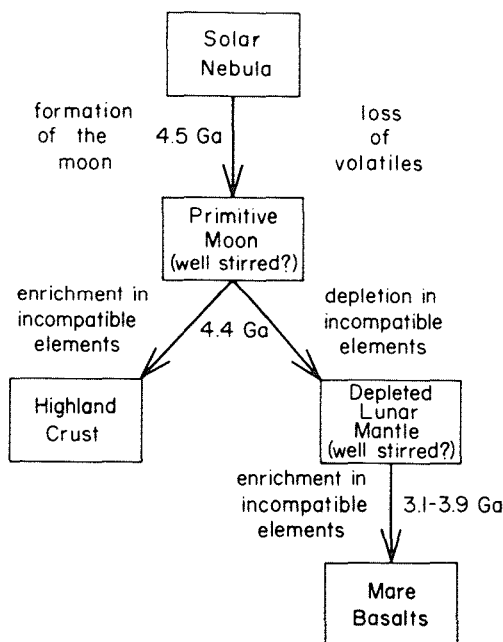 Solar
Nebula
formation
of the
moon
4.5 Ga
loss
of
volatiles
Primitive
Moon
(well stirred?)
enrichment in
incompatible
elements
4.4 Ga
depletion in
incompatible
elements
Highland
Crust
Depleted
Lunar
Mantle
(well stirred?)
enrichment in
incompatible
elements
3.1-3.9 Ga
Mare
Basalts